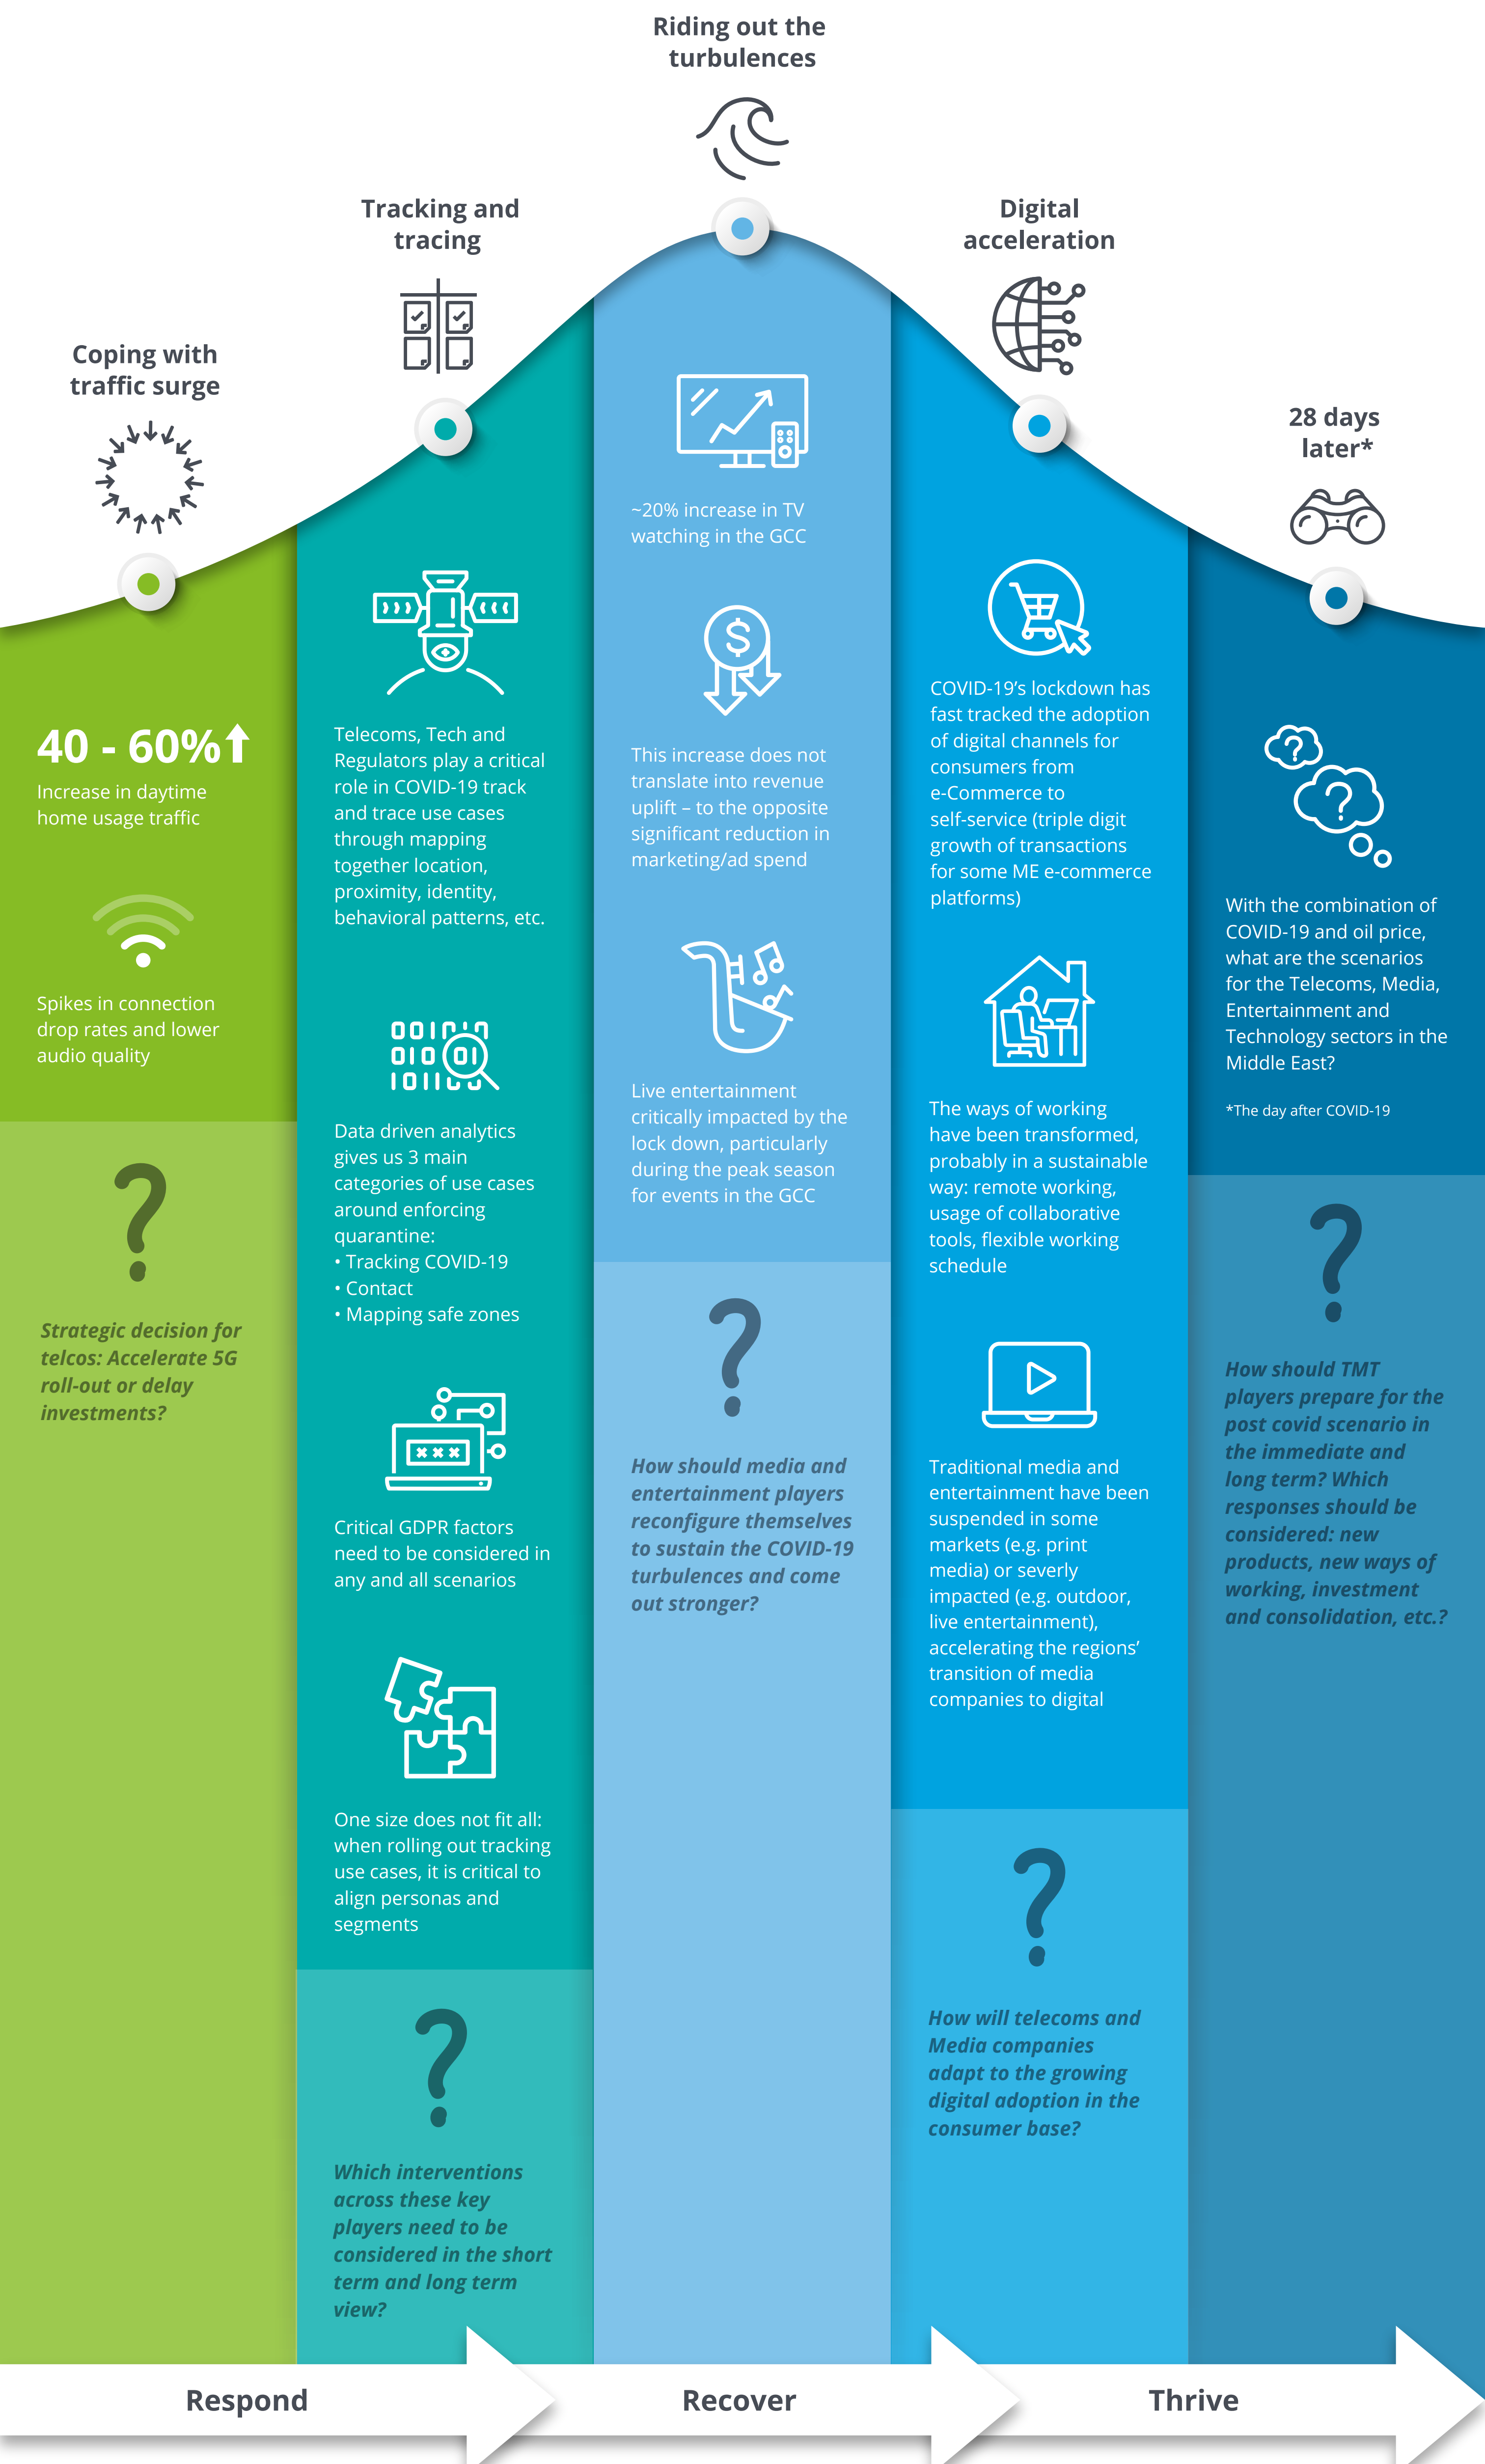 Riding out the
turbulences
Tracking and
tracing
Digital
acceleration
Coping with
traffic surge
28 days
later*
40 - 60%
Increase in daytime
home usage traffic
Spikes in connection
drop rates and lower
audio quality
Strategic decision for
telcos: Accelerate 5G
roll-out or delay
investments?
Telecoms, Tech and
Regulators play a critical
role in COVID-19 track
and trace use cases
through mapping
together location,
proximity, identity,
behavioral patterns, etc.
Data driven analytics
gives us 3 main
categories of use cases
around enforcing
quarantine:
• Tracking COVID-19
• Contact
• Mapping safe zones
Critical GDPR factors
need to be considered in
any and all scenarios
One size does not fit all:
when rolling out tracking
use cases, it is critical to
align personas and
segments
Which interventions
across these key
players need to be
considered in the short
term and long term
view?
~20% increase in TV
watching in the GCC
This increase does not
translate into revenue
uplift – to the opposite
significant reduction in
marketing/ad spend
Live entertainment
critically impacted by the
lock down, particularly
during the peak season
for events in the GCC
How should media and
entertainment players
reconfigure themselves
to sustain the COVID-19
turbulences and come
out stronger?
COVID-19’s lockdown has
fast tracked the adoption
of digital channels for
consumers from
e-Commerce to
self-service (triple digit
growth of transactions
for some ME e-commerce
platforms)
The ways of working
have been transformed,
probably in a sustainable
way: remote working,
usage of collaborative
tools, flexible working
schedule
Traditional media and
entertainment have been
suspended in some
markets (e.g. print
media) or severly
impacted (e.g. outdoor,
live entertainment),
accelerating the regions’
transition of media
companies to digital
How will telecoms and
Media companies
adapt to the growing
digital adoption in the
consumer base?
With the combination of
COVID-19 and oil price,
what are the scenarios
for the Telecoms, Media,
Entertainment and
Technology sectors in the
Middle East?
*The day after COVID-19
How should TMT
players prepare for the
post covid scenario in
the immediate and
long term? Which
responses should be
considered: new
products, new ways of
working, investment
and consolidation, etc.?
Respond
Recover
Thrive